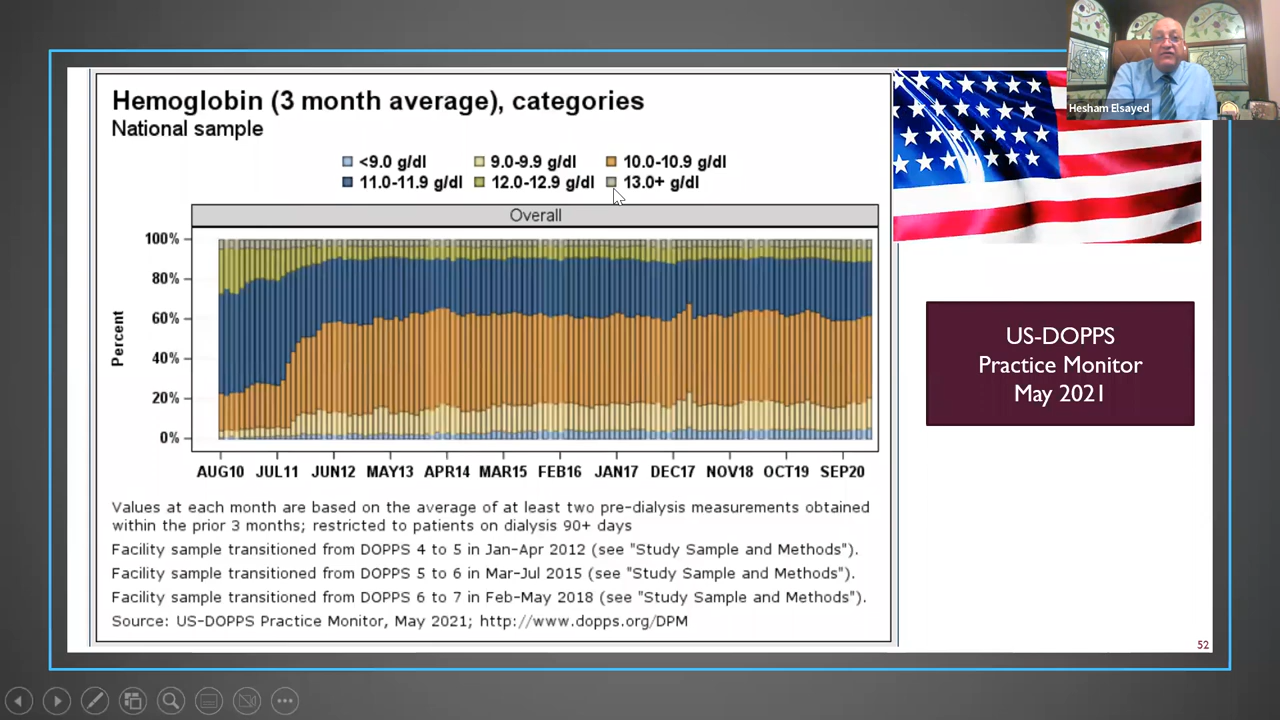 Hemoglobin (3 month average), categories
National sample
<9.0 g/dl 9.0-9.9 g/dl 10.0-10.9 g/dl
11.0-11.9 g/dl 12.0-12.9 g/dl 13.0+ g/dl
Overall
Percent
100%
80%
60%
40%
20%
0%
AUG10 JUL11 JUN12 MAY13 APR14 MAR15 FEB16 JAN17 DEC17 NOV18 OCT19 SEP20
Values at each month are based on the average of at least two pre-dialysis measurements obtained
within the prior 3 months; restricted to patients on dialysis 90+ days
Facility sample transitioned from DOPPS 4 to 5 in Jan-Apr 2012 (see "Study Sample and Methods").
Facility sample transitioned from DOPPS 5 to 6 in Mar-Jul 2015 (see "Study Sample and Methods").
Facility sample transitioned from DOPPS 6 to 7 in Feb-May 2018 (see "Study Sample and Methods").
Source: US-DOPPS Practice Monitor, May 2021; http://www.dopps.org/DPM
Hesham Elsayed
US-DOPPS
Practice Monitor
May 2021
52